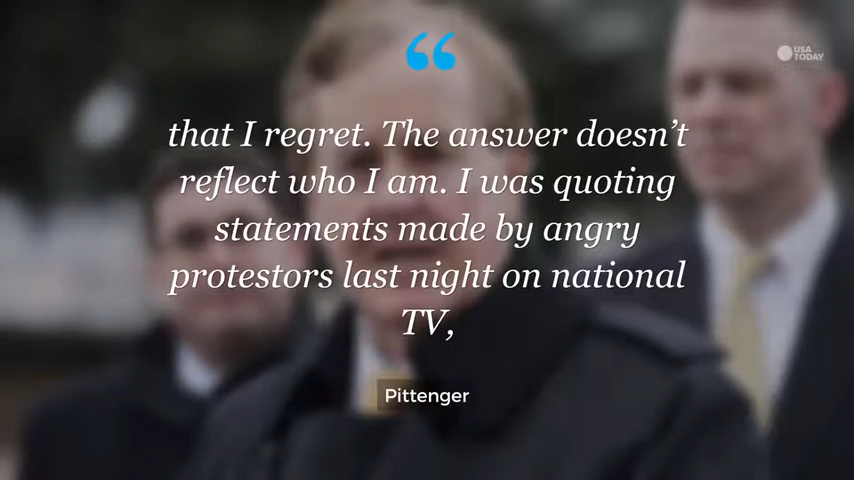 “
USA
TODAY
that I regret. The answer doesn’t
reflect who I am. I was quoting
statements made by angry
protestors last night on national
TV,
Pittenger